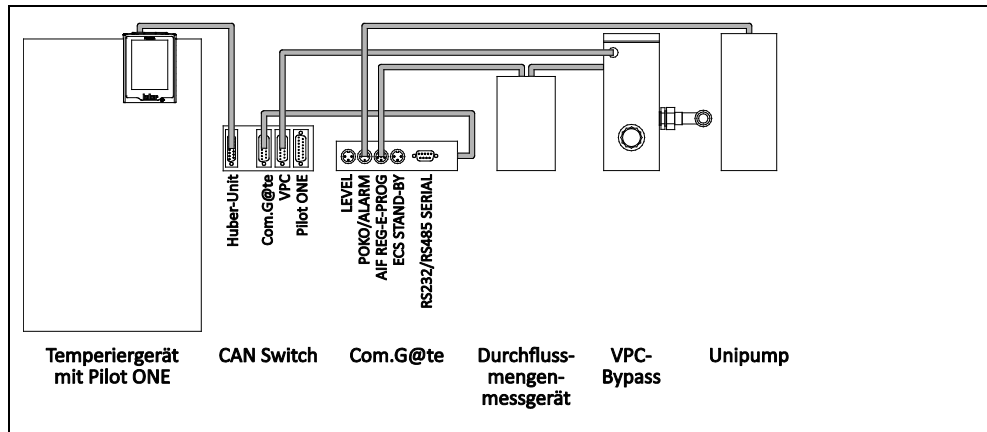 huber
Huber-Unit
Com.G@te
VPC
Pilot ONE
LEVEL
POKO/ALARM
AIF REG-E-PROG
ECS STAND-BY
RS232/RS485 SERIAL
Temperiergerät
mit Pilot ONE
CAN Switch
Com.G@te
Durchfluss-
mengen-
messgerät
VPC-
Bypass
Unipump